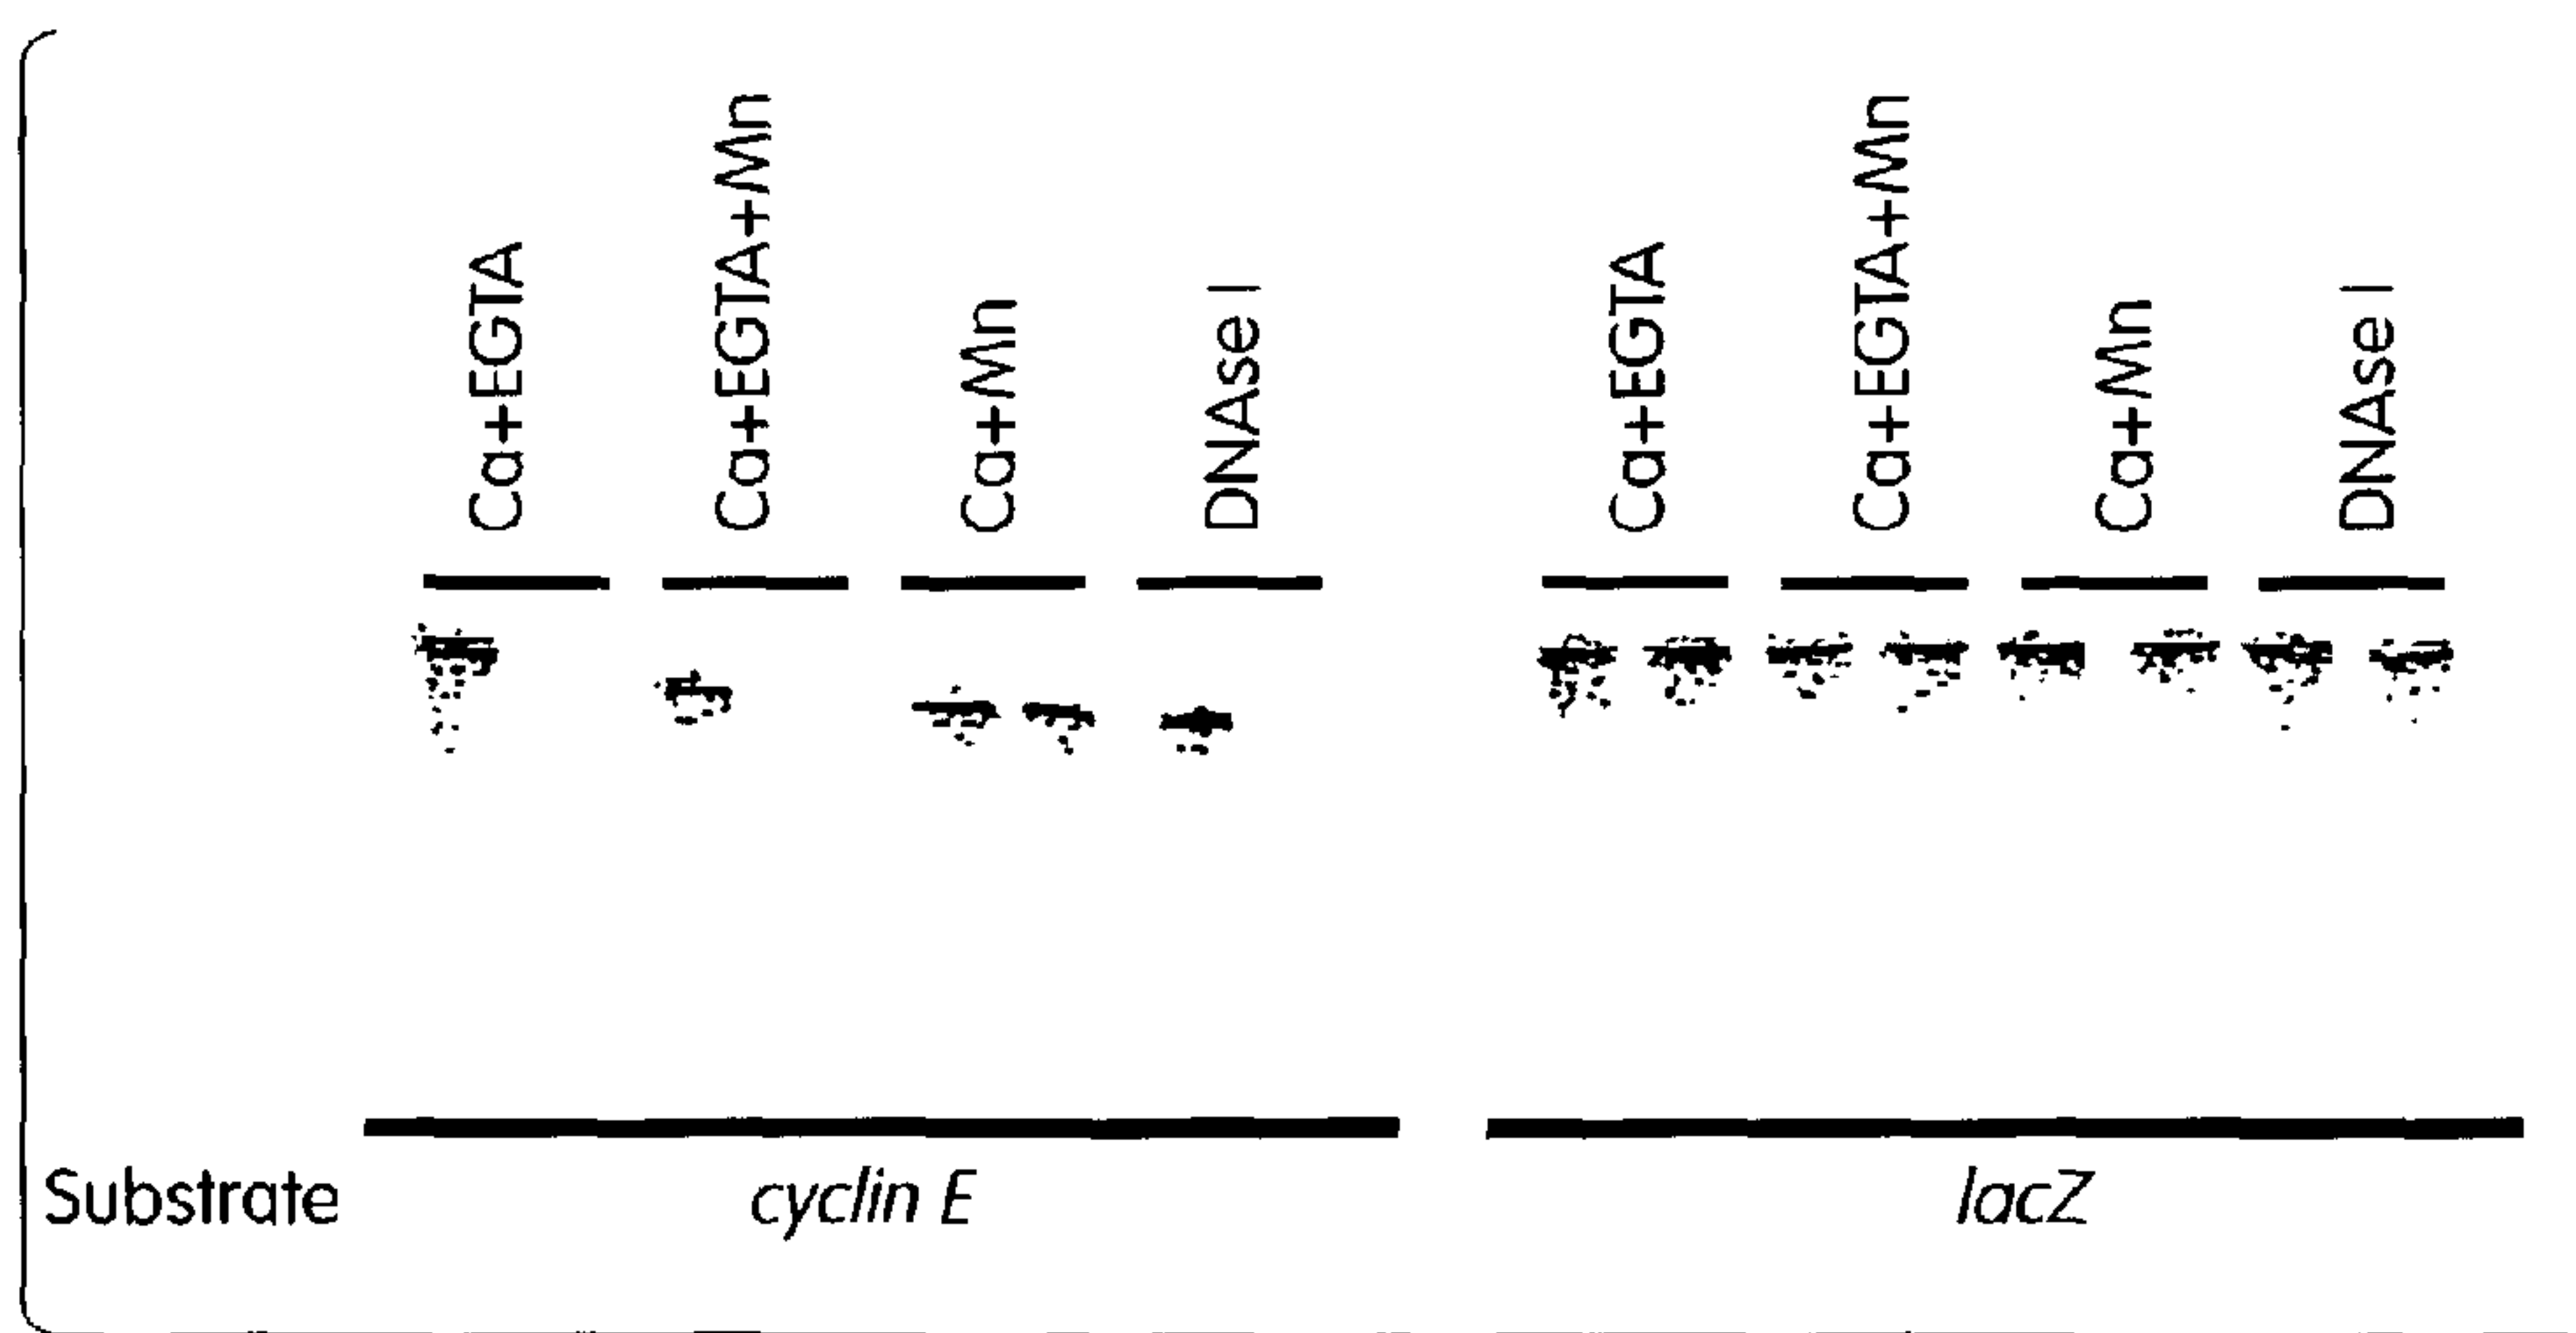 Ca+EGTA
Ca+EGTA+Mn
Ca+Mn
DNAse I
Ca+EGTA
Ca+EGTA+Mn
Ca+Mn
DNAse I
Substrate cyclin E lacZ